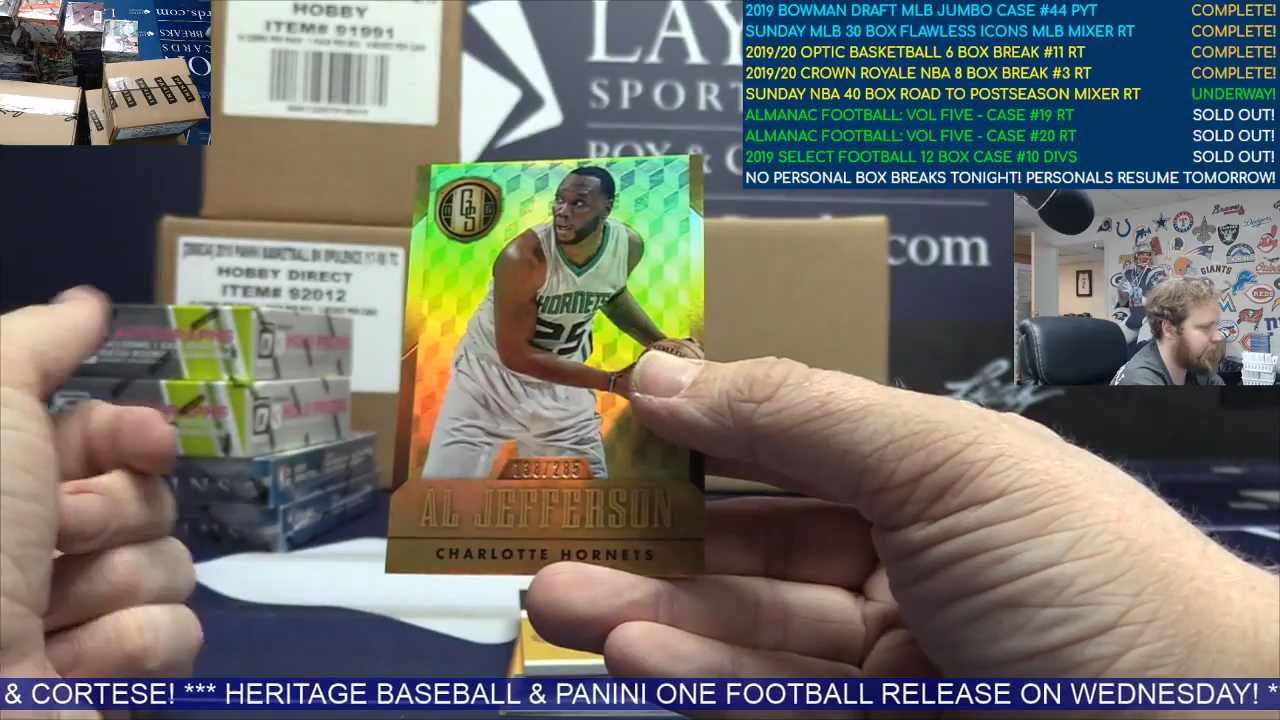 2019 BOWMAN DRAFT MLB JUMBO CASE #44 PYT COMPLETE!
SUNDAY MLB 30 BOX FLAWLESS ICONS MLB MIXER RT COMPLETE!
2019/20 OPTIC BASKETBALL 6 BOX BREAK #11 RT COMPLETE!
2019/20 CROWN ROYALE NBA 8 BOX BREAK #3 RT COMPLETE!
SUNDAY NBA 40 BOX ROAD TO POSTSEASON MIXER RT UNDERWAY!
ALMANAC FOOTBALL: VOL FIVE - CASE #19 RT SOLD OUT!
ALMANAC FOOTBALL: VOL FIVE - CASE #20 RT SOLD OUT!
2019 SELECT FOOTBALL 12 BOX CASE #10 DIVS SOLD OUT!
NO PERSONAL BOX BREAKS TONIGHT! PERSONALS RESUME TOMORROW!
HOBBY
ITEM# 91991
LAY
SPORT
BOX & C
.com
HOBBY DIRECT
ITEM# 92012
GS
HORNETS
25
AL JEFFERSON
CHARLOTTE HORNETS
GIANTS
REDS
& CORTESE! *** HERITAGE BASEBALL & PANINI ONE FOOTBALL RELEASE ON WEDNESDAY! *